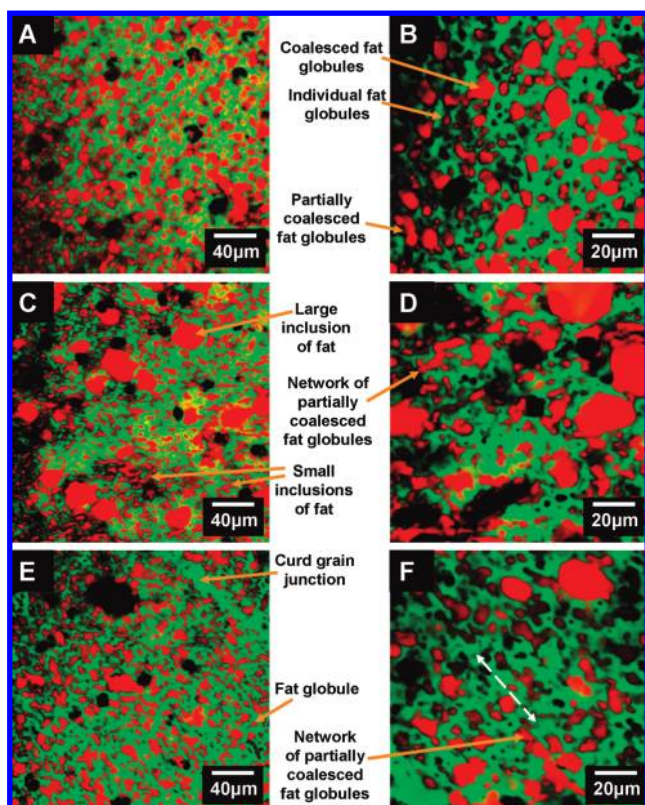 A
B
Coalesced fat
globules
Individual fat
globules
Partially
coalesced fat
globules
40μm
20μm
C
D
Large
inclusion
of fat
Network of
partially
coalesced
fat globules
Small
inclusions
of fat
40μm
20μm
E
F
Curd grain
junction
Fat globule
Network
of partially
coalesced
fat globules
40μm
20μm